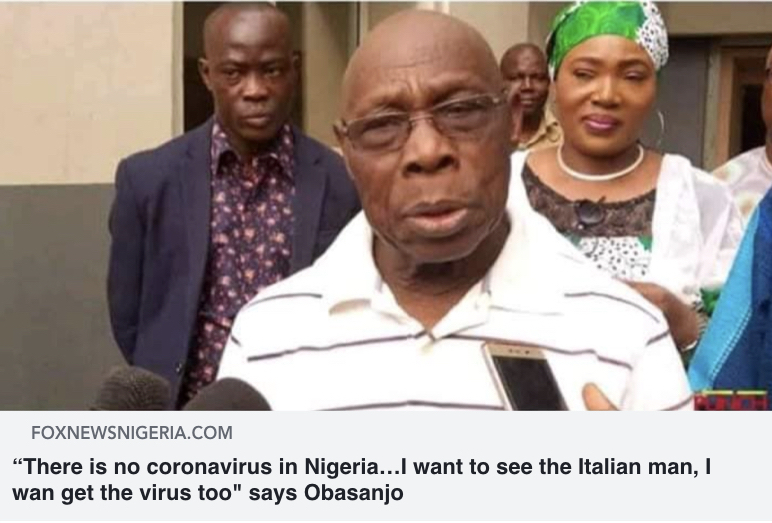 FOXNEWSNIGERIA.COM
“There is no coronavirus in Nigeria...I want to see the Italian man, I
wan get the virus too" says Obasanjo